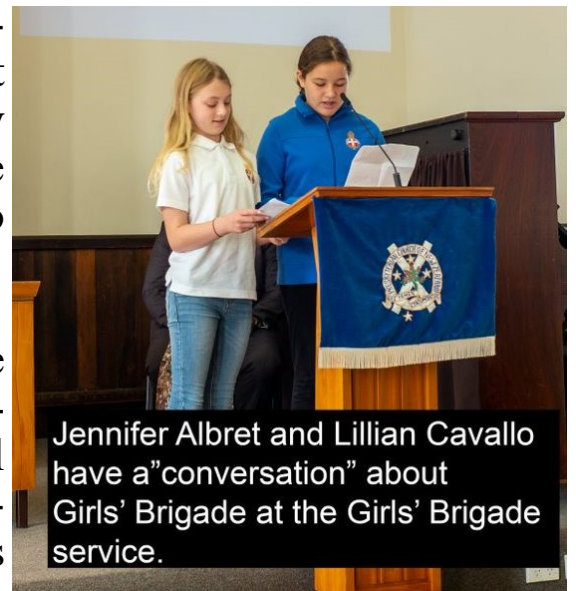 Jennifer Albret and Lillian Cavallo
have a”conversation” about
Girls’ Brigade at the Girls’ Brigade
service.